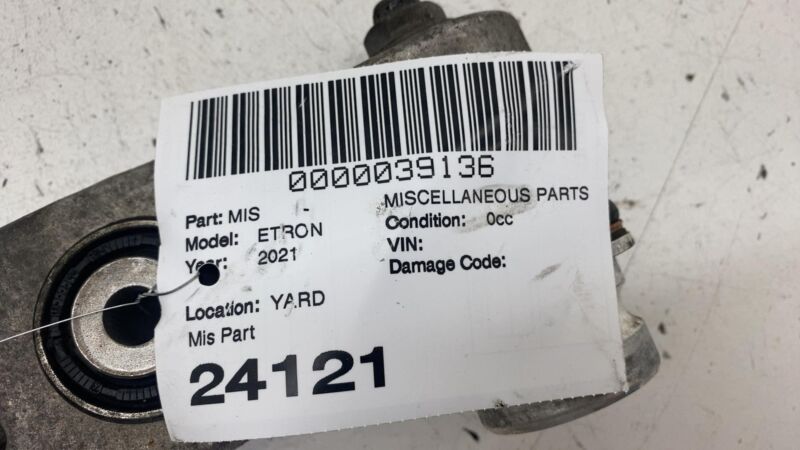 0000039136
Part: MIS MISCELLANEOUS PARTS
Model: ETRON Condition: 0cc
Year: 2021 VIN:
Damage Code:
Location: YARD
Mis Part
24121